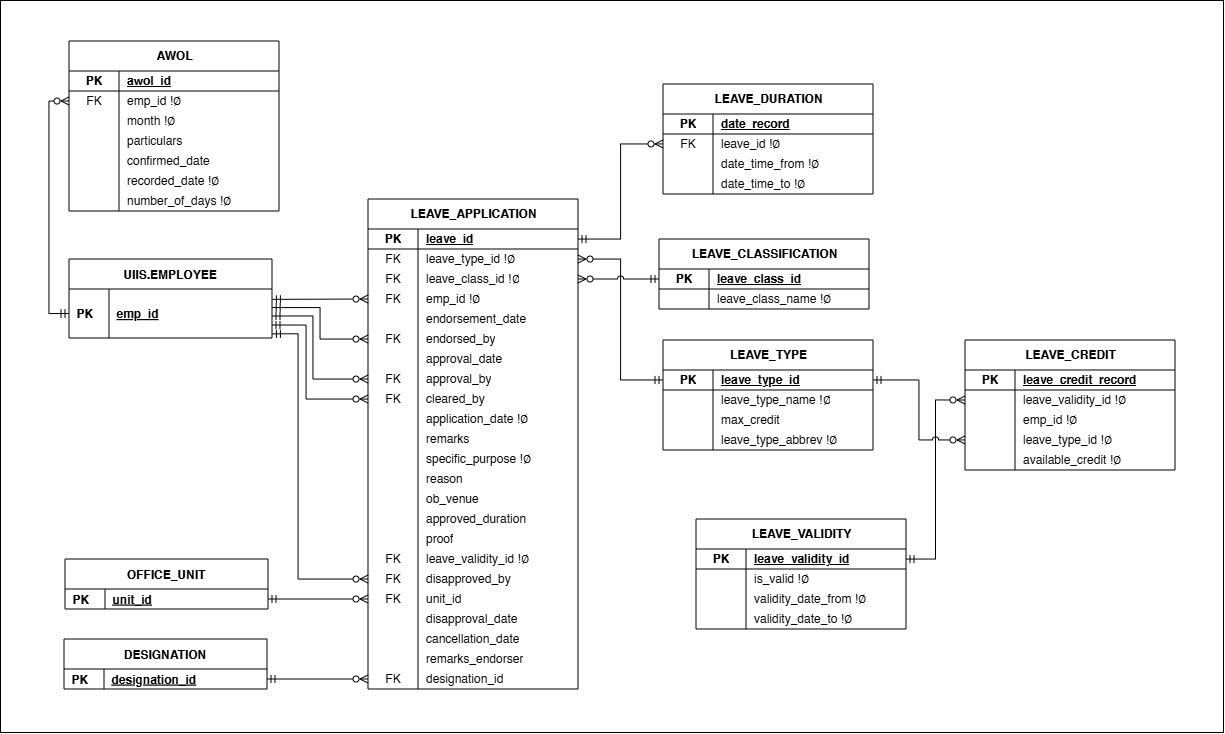 AWOL
PK awol_id
FK emp_id !Ø
month !Ø
particulars
confirmed_date
recorded_date !Ø
number_of_days !Ø
UIIS.EMPLOYEE
PK emp_id
OFFICE_UNIT
PK unit_id
DESIGNATION
PK designation_id
LEAVE_APPLICATION
PK leave_id
FK leave_type_id !Ø
FK leave_class_id !Ø
FK emp_id !Ø
endorsement_date
FK endorsed_by
approval_date
FK approval_by
FK cleared_by
application_date !Ø
remarks
specific_purpose !Ø
reason
ob_venue
approved_duration
proof
FK leave_validity_id !Ø
FK disapproved_by
FK unit_id
disapproval_date
cancellation_date
remarks_endorser
FK designation_id
LEAVE_DURATION
PK date_record
FK leave_id !Ø
date_time_from !Ø
date_time_to !Ø
LEAVE_CLASSIFICATION
PK leave_class_id
leave_class_name !Ø
LEAVE_TYPE
PK leave_type_id
leave_type_name !Ø
max_credit
leave_type_abbrev !Ø
LEAVE_VALIDITY
PK leave_validity_id
is_valid !Ø
validity_date_from !Ø
validity_date_to !Ø
LEAVE_CREDIT
PK leave_credit_record
leave_validity_id !Ø
emp_id !Ø
leave_type_id !Ø
available_credit !Ø